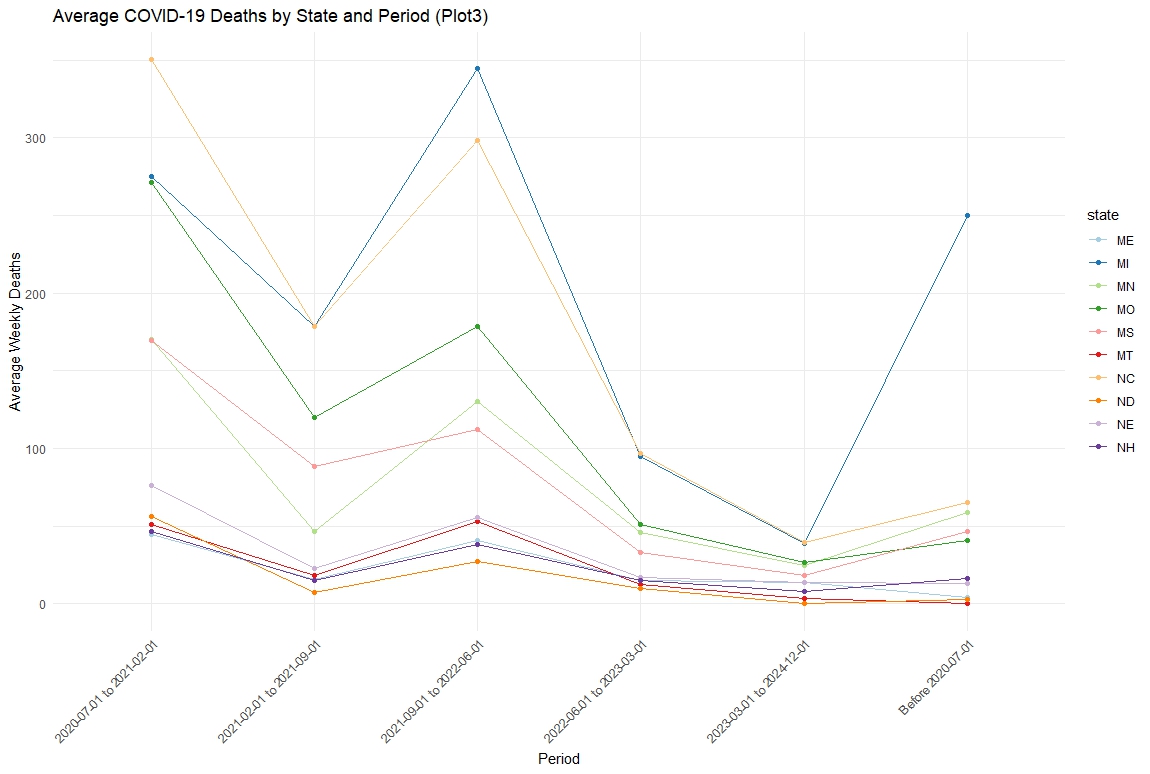 Average COVID-19 Deaths by State and Period (Plot3)
Average Weekly Deaths
300
200
100
0
2020-07-01 to 2021-02-01
2021-02-01 to 2021-09-01
2021-09-01 to 2022-06-01
2022-06-01 to 2023-03-01
2023-03-01 to 2024-12-01
Before 2020-07-01
Period
state
ME
MI
MN
MO
MS
MT
NC
ND
NE
NH